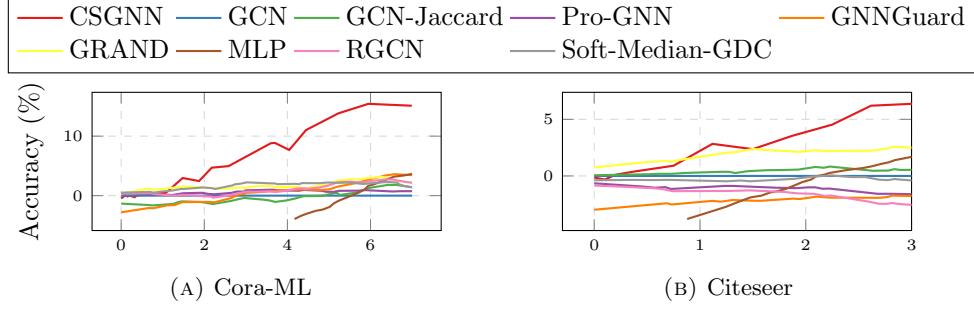 CSGNN GCN GCN-Jaccard Pro-GNN GNNGuard
GRAND MLP RGCN Soft-Median-GDC
Accuracy (%)
10
0
0 2 4 6
(A) Cora-ML
5
0
0 1 2 3
(B) Citeseer